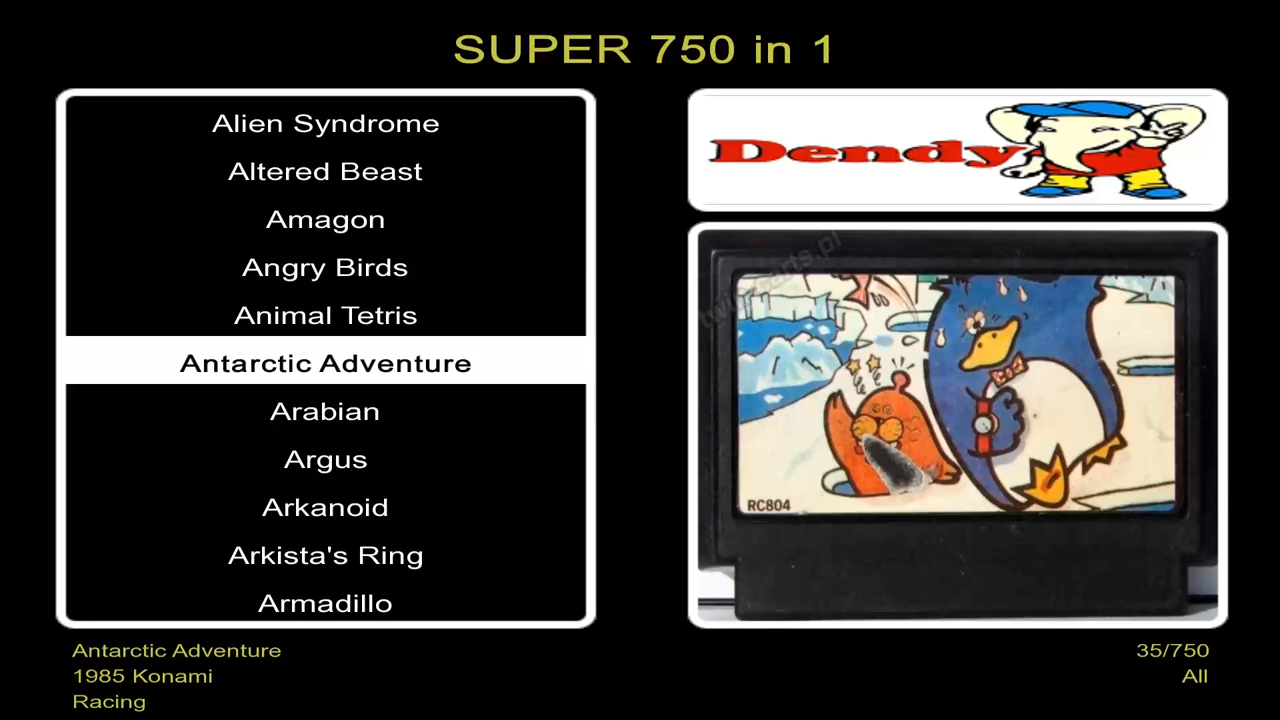 SUPER 750 in 1
Alien Syndrome
Altered Beast
Amagon
Angry Birds
Animal Tetris
Antarctic Adventure
Arabian
Argus
Arkanoid
Arkista's Ring
Armadillo
Dendy
RC804
Antarctic Adventure
1985 Konami
Racing
35/750
All